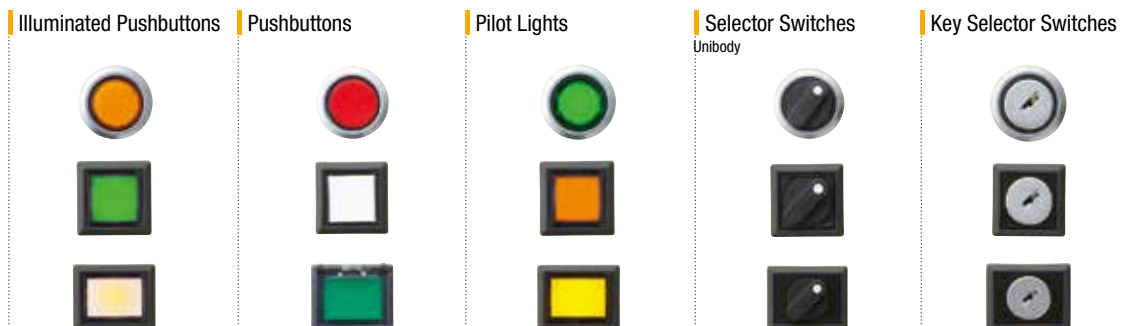 Illuminated Pushbuttons
Pushbuttons
Pilot Lights
Selector Switches
Unibody
Key Selector Switches